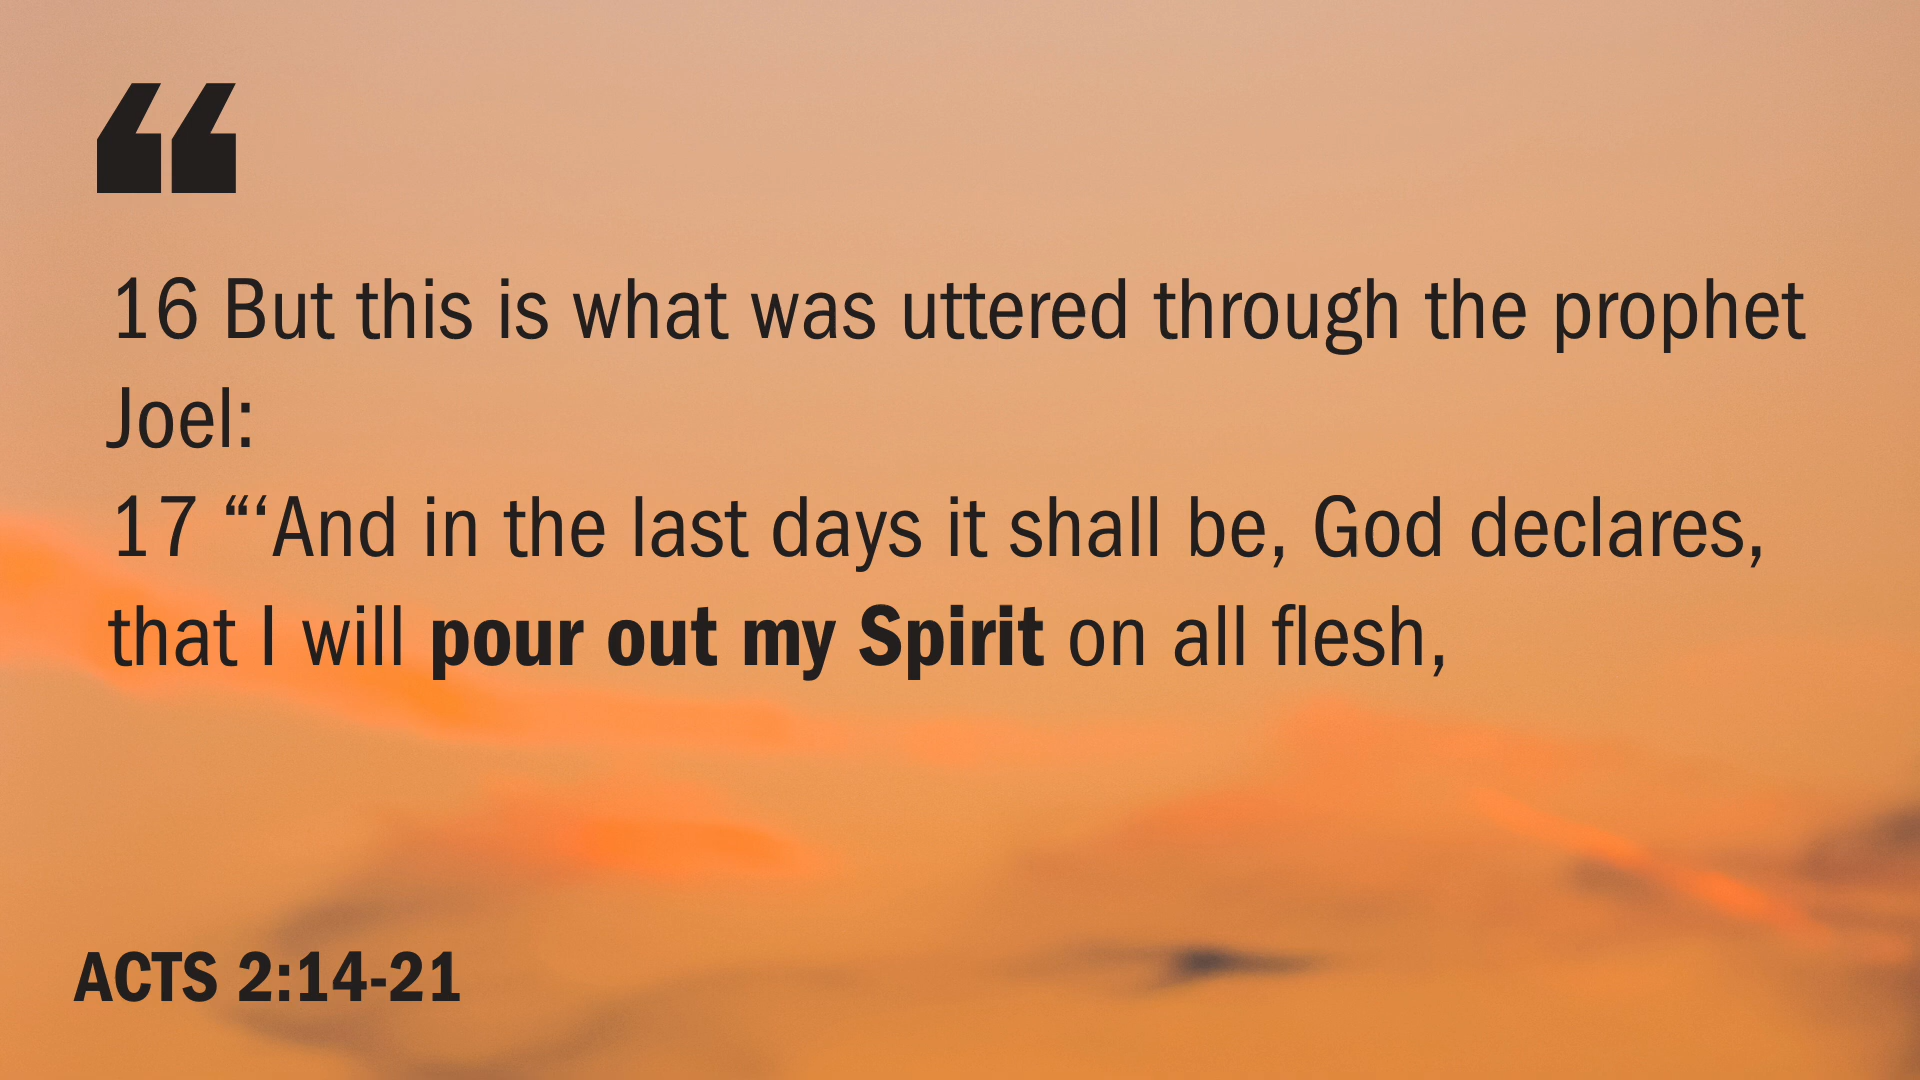 “
16 But this is what was uttered through the prophet
Joel:
17 “‘And in the last days it shall be, God declares,
that I will pour out my Spirit on all flesh,
ACTS 2:14-21